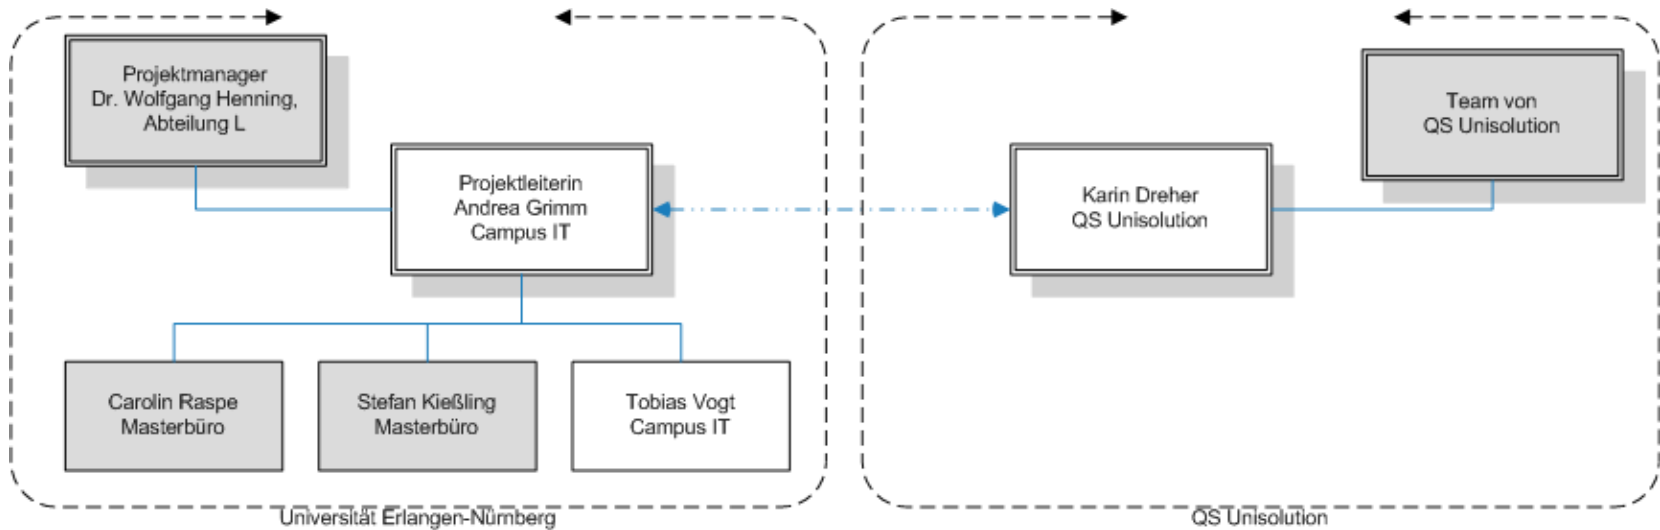 Projektmanager
Dr. Wolfgang Henning,
Abteilung L
Projektleiterin
Andrea Grimm
Campus IT
Karin Dreher
QS Unisolution
Team von
QS Unisolution
Carolin Raspe
Masterbüro
Stefan Kießling
Masterbüro
Tobias Vogt
Campus IT
Universität Erlangen-Nürnberg
QS Unisolution